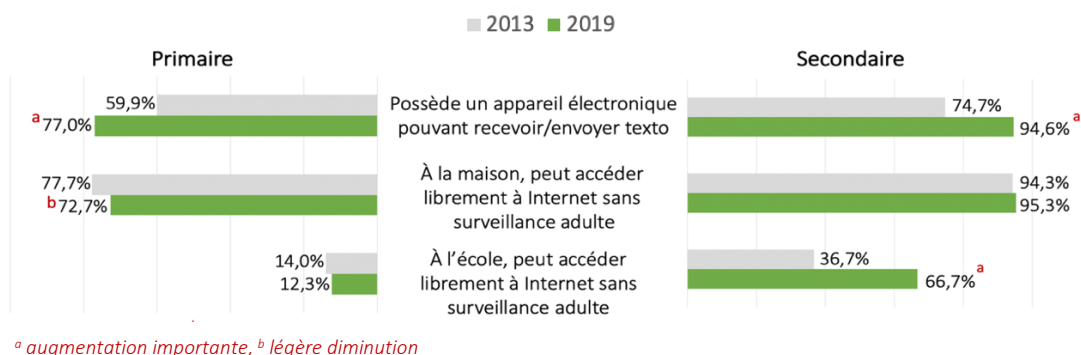 2013 2019
Primaire
Secondaire
59,9%
a 77,0%
Possède un appareil électronique
pouvant recevoir/envoyer texto
74,7%
94,6% a
77,7%
b 72,7%
À la maison, peut accéder
librement à Internet sans
surveillance adulte
94,3%
95,3%
14,0%
12,3%
À l’école, peut accéder
librement à Internet sans
surveillance adulte
36,7%
66,7% a
a augmentation importante, b légère diminution